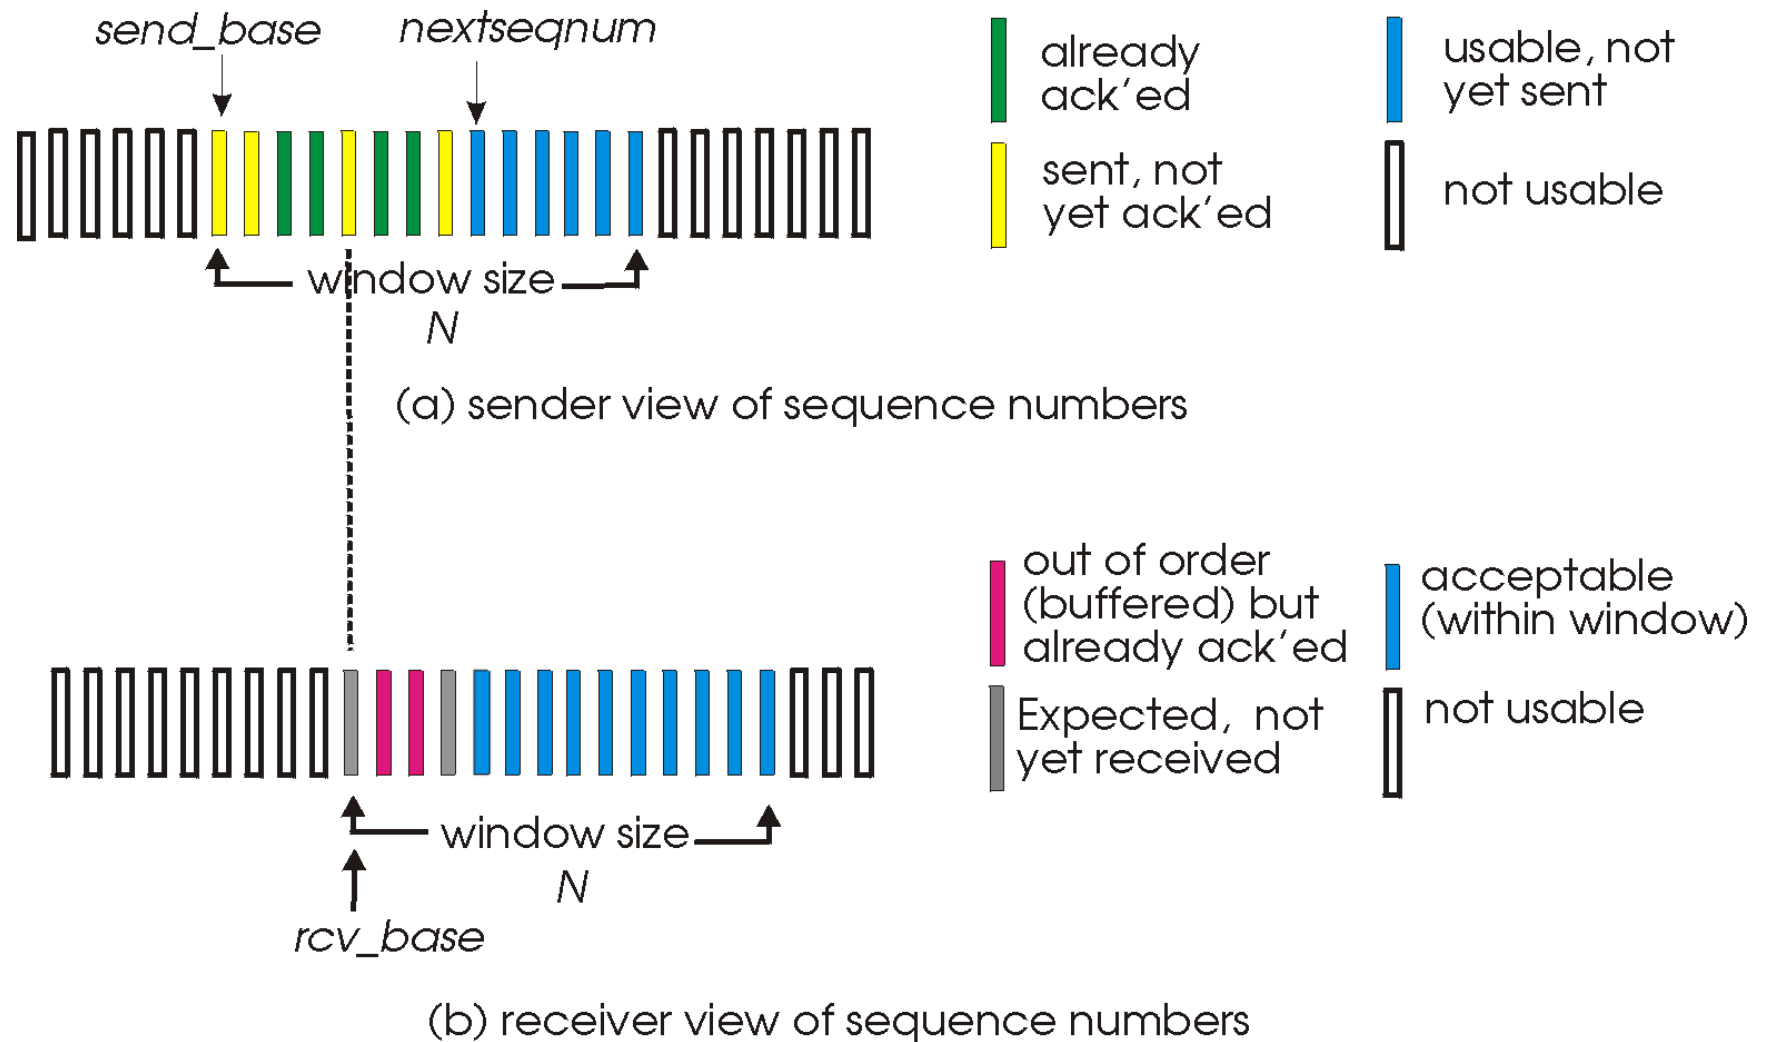 send_base
nextseqnum
already
ack'ed
usable, not
yet sent
sent, not
yet ack'ed
not usable
window size
N
(a) sender view of sequence numbers
out of order
(buffered) but
already ack'ed
acceptable
(within window)
Expected, not
yet received
not usable
window size
N
rcv_base
(b) receiver view of sequence numbers